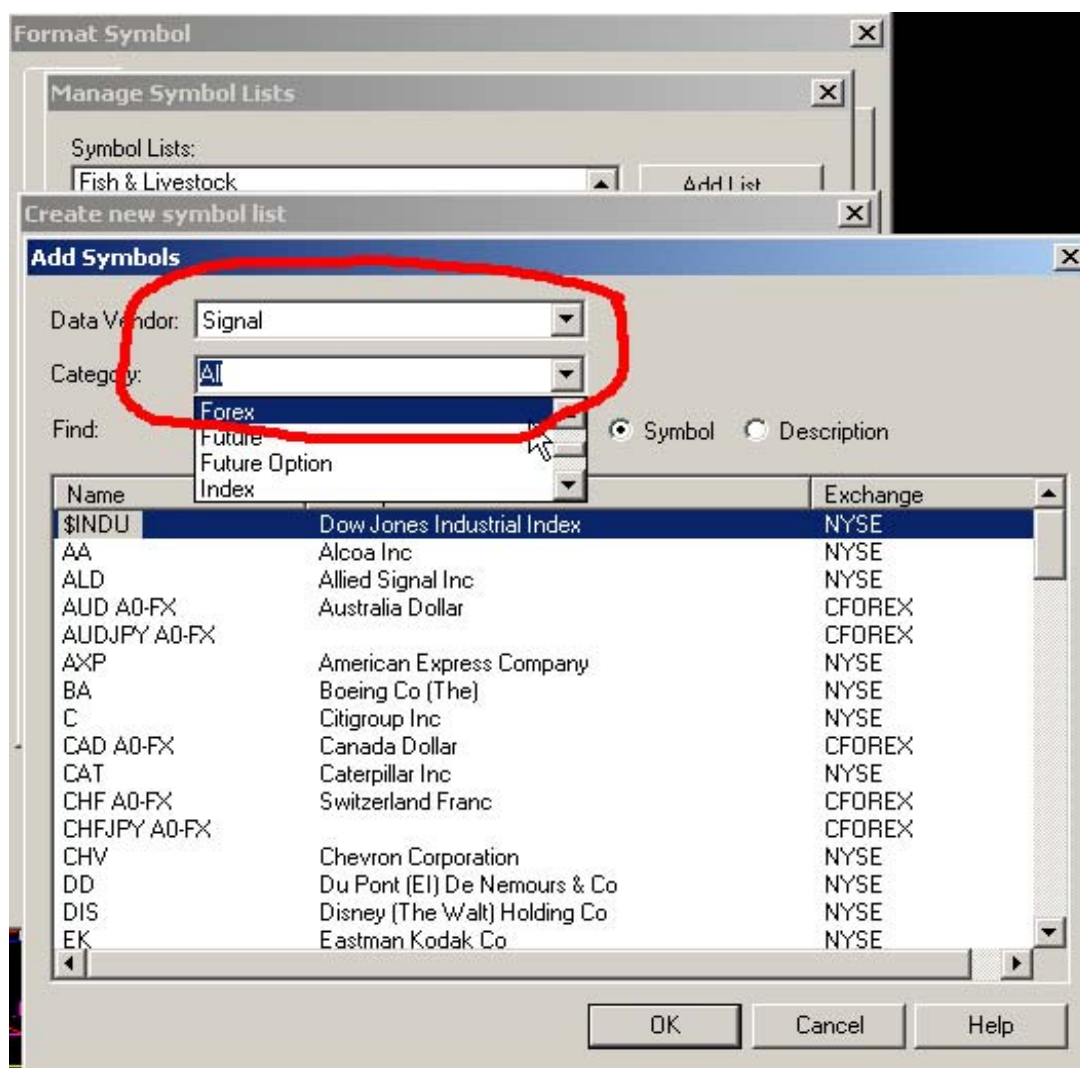 Format Symbol
Manage Symbol Lists
Symbol Lists:
Fish & Livestock
Add List
Create new symbol list
Add Symbols
Data Vendor: Signal
Category: All
Forex
Find: Future Symbol Description
Future Option
Index
Name Exchange
$INDU Dow Jones Industrial Index NYSE
AA Alcoa Inc NYSE
ALD Allied Signal Inc NYSE
AUD A0-FX Australia Dollar CFOREX
AUDJPY A0-FX CFOREX
AXP American Express Company NYSE
BA Boeing Co (The) NYSE
C Citigroup Inc NYSE
CAD A0-FX Canada Dollar CFOREX
CAT Caterpillar Inc NYSE
CHF A0-FX Switzerland Franc CFOREX
CHFJPY A0-FX CFOREX
CHV Chevron Corporation NYSE
DD Du Pont (EI) De Nemours & Co NYSE
DIS Disney (The Walt) Holding Co NYSE
EK Eastman Kodak Co NYSE
OK Cancel Help